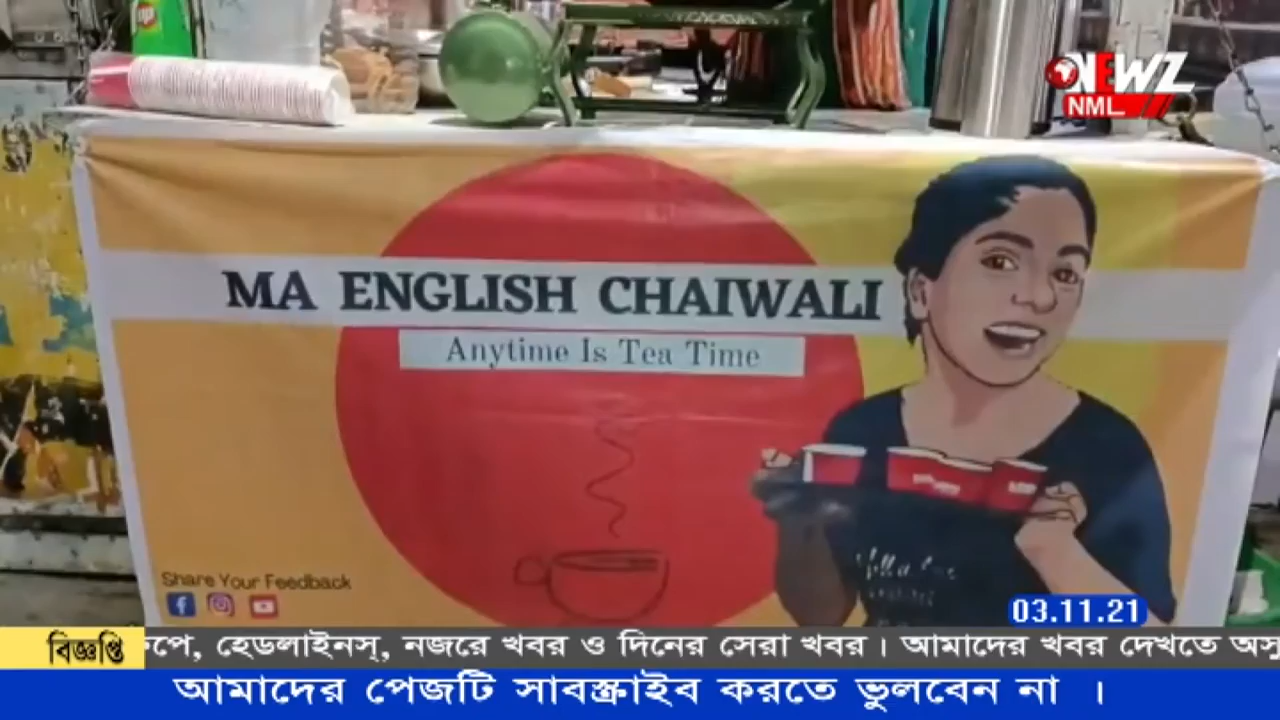 NEWZ
NML
MA ENGLISH CHAIWALI
Anytime Is Tea Time
Share Your Feedback
03.11.21
বিজ্ঞপ্তি
রুপে, হেডলাইনস্, নজরে খবর ও দিনের সেরা খবর। আমাদের খবর দেখতে অসু
আমাদের পেজটি সাবস্ক্রাইব করতে ভুলবেন না ।